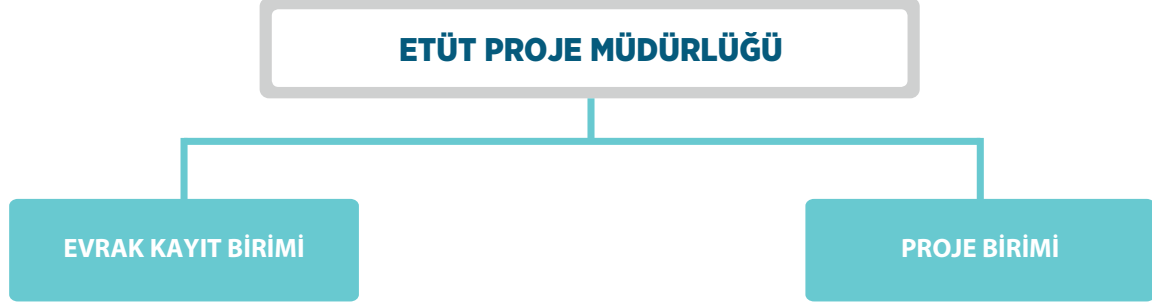 ETÜT PROJE MÜDÜRLÜĞÜ
EVRAK KAYIT BİRİMİ
PROJE BİRİMİ